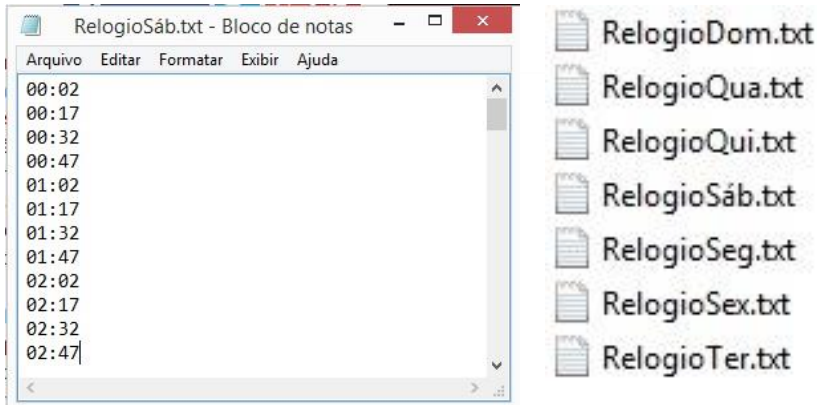 RelogioSáb.txt - Bloco de notas
Arquivo Editar Formatar Exibir Ajuda
00:02
00:17
00:32
00:47
01:02
01:17
01:32
01:47
02:02
02:17
02:32
02:47
RelogioDom.txt
RelogioQua.txt
RelogioQui.txt
RelogioSáb.txt
RelogioSeg.txt
RelogioSex.txt
RelogioTer.txt